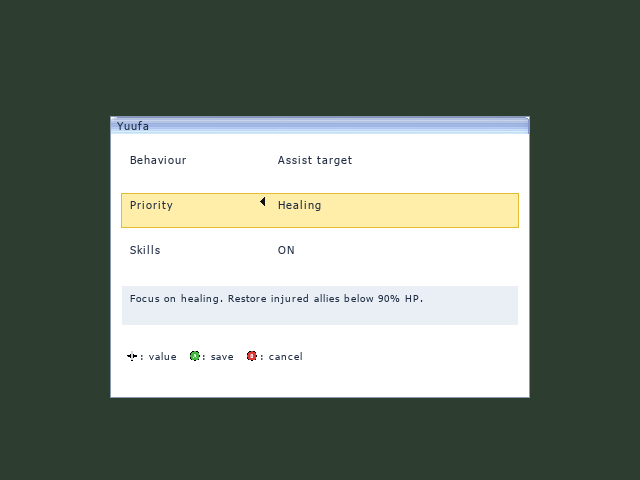 Yuufa
Behaviour Assist target
Priority Healing
Skills ON
Focus on healing. Restore injured allies below 90% HP.
: value : save : cancel